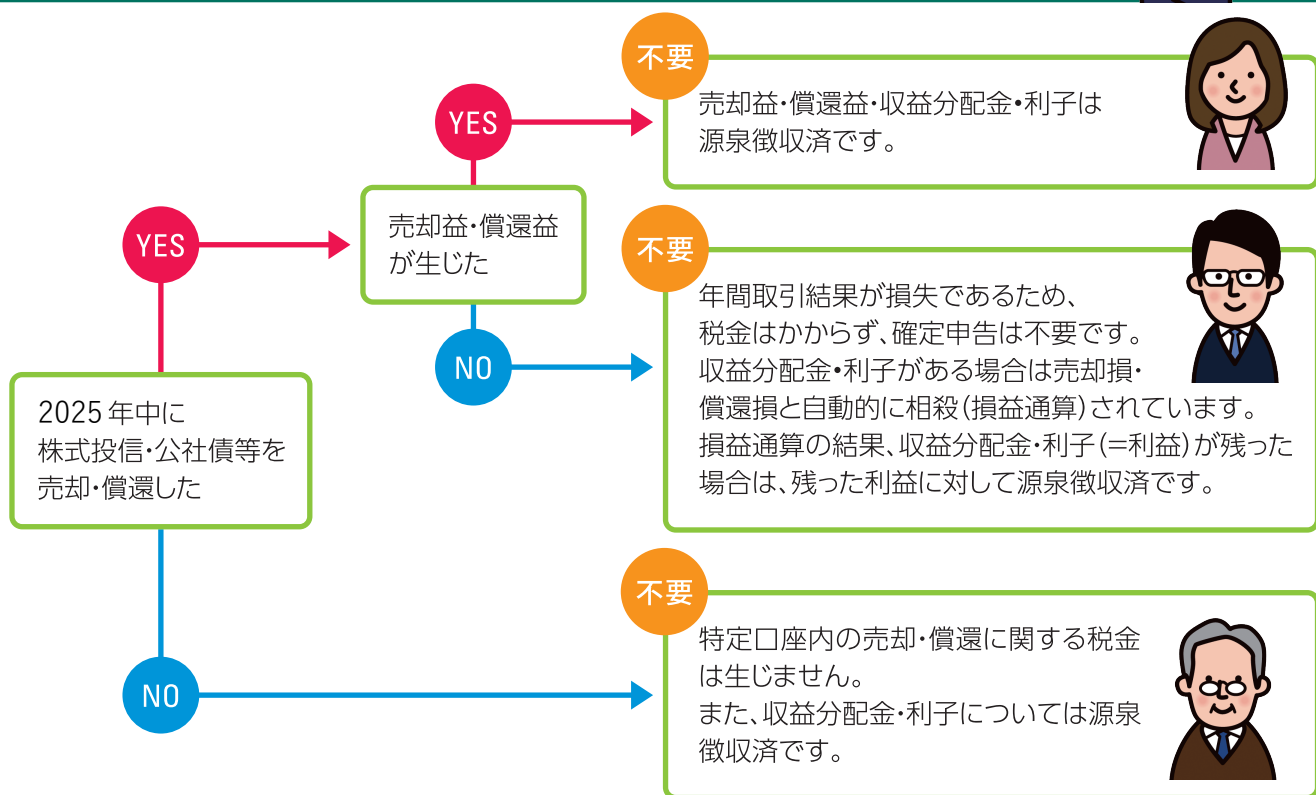 不要
売却益・償還益・収益分配金・利子は
源泉徴収済です。
YES
売却益・償還益
が生じた
YES
不要
年間取引結果が損失であるため、
税金はかからず、確定申告は不要です。
収益分配金・利子がある場合は売却損・
償還損と自動的に相殺(損益通算)されています。
損益通算の結果、収益分配金・利子(=利益)が残った
場合は、残った利益に対して源泉徴収済です。
NO
2025年中に
株式投信・公社債等を
売却・償還した
不要
特定口座内の売却・償還に関する税金
は生じません。
また、収益分配金・利子については源泉
徴収済です。
NO